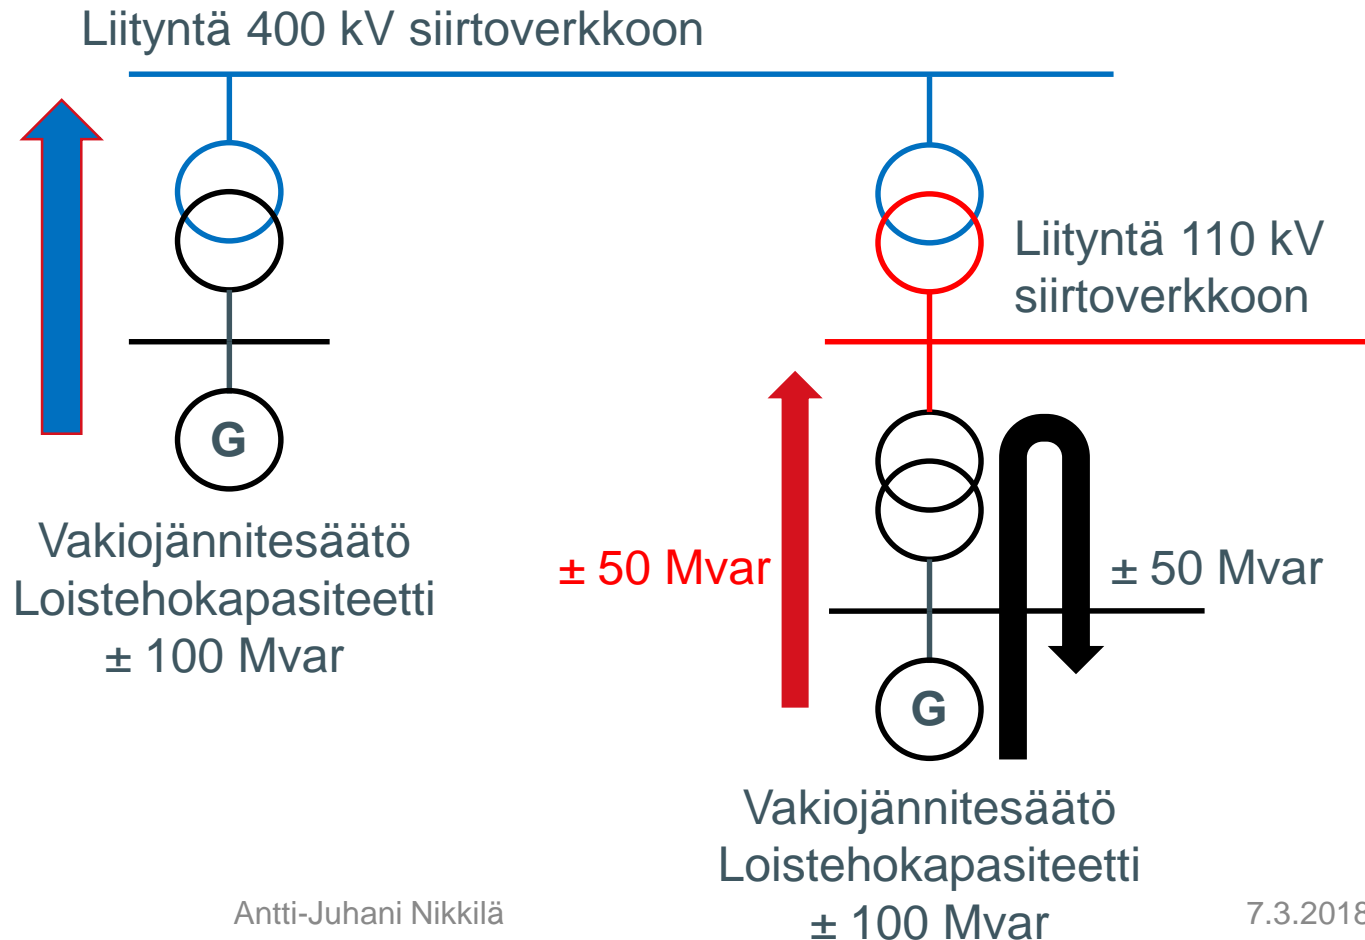 Liityntä 400 kV siirtoverkkoon
Liityntä 110 kV
siirtoverkkoon
G
Vakiojännitesäätö
Loistehokapasiteetti
± 100 Mvar
± 50 Mvar
± 50 Mvar
G
Vakiojännitesäätö
Loistehokapasiteetti
± 100 Mvar
Antti-Juhani Nikkilä
7.3.2018